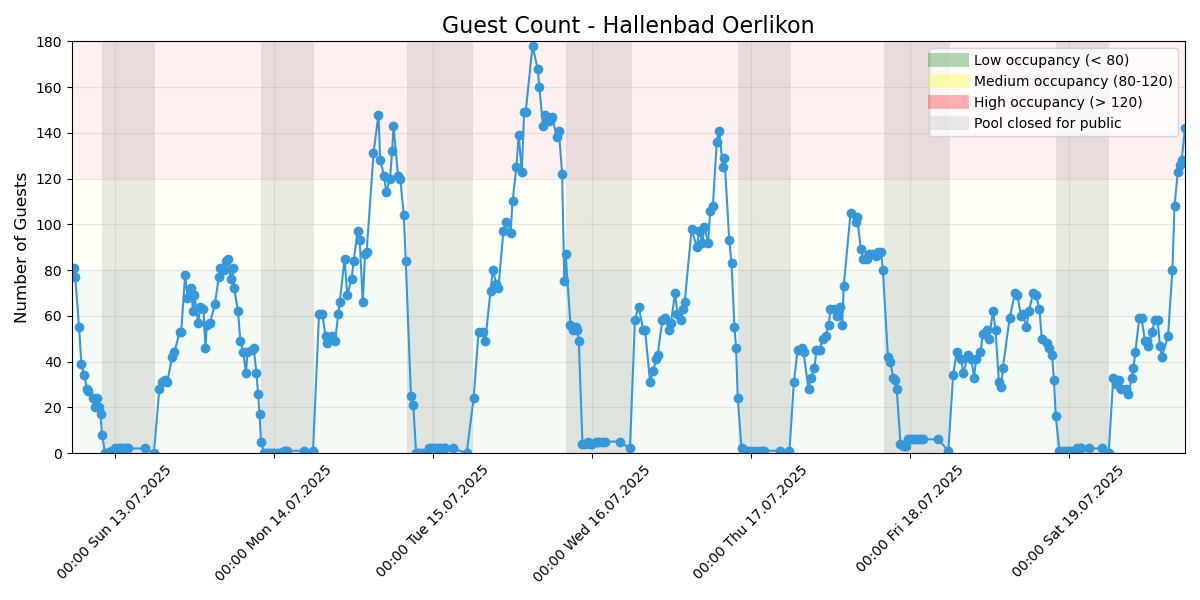 Guest Count - Hallenbad Oerlikon
Number of Guests
180
160
140
120
100
80
60
40
20
0
Low occupancy (< 80)
Medium occupancy (80-120)
High occupancy (> 120)
Pool closed for public
00:00 Sun 13.07.2025
00:00 Mon 14.07.2025
00:00 Tue 15.07.2025
00:00 Wed 16.07.2025
00:00 Thu 17.07.2025
00:00 Fri 18.07.2025
00:00 Sat 19.07.2025